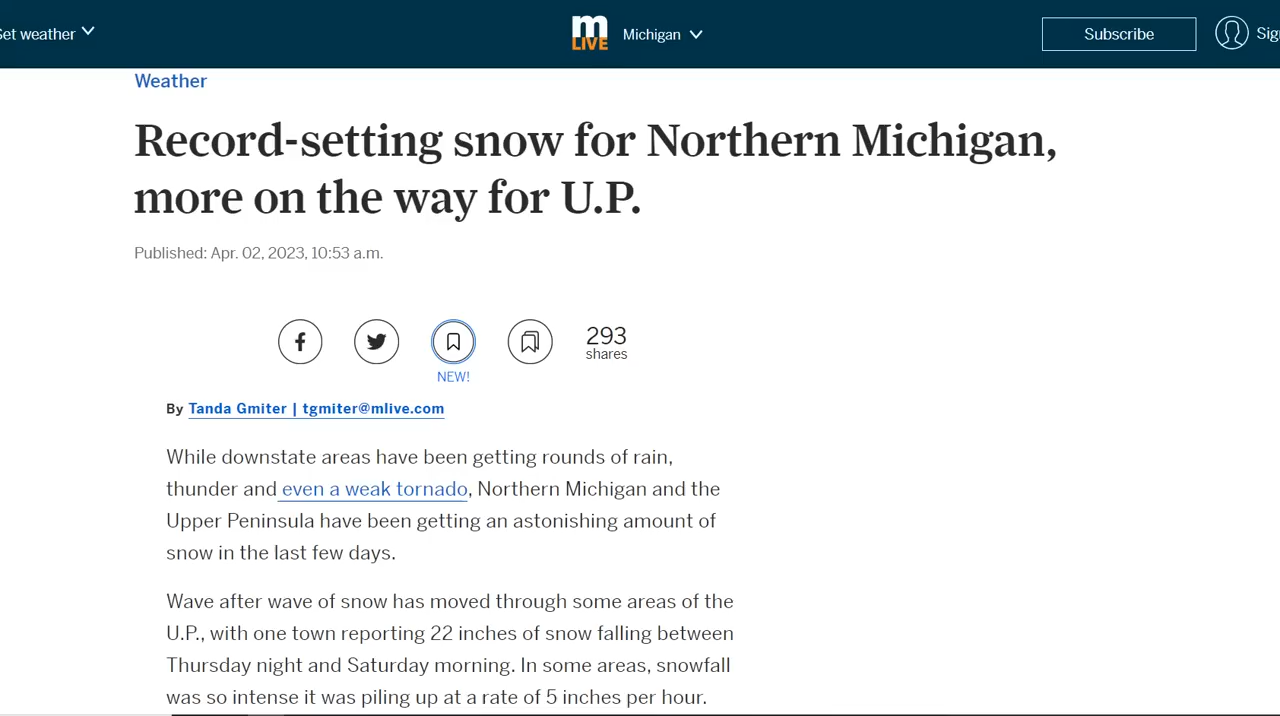 Get weather
m
LIVE
Michigan
Subscribe
Weather
Record-setting snow for Northern Michigan,
more on the way for U.P.
Published: Apr. 02, 2023, 10:53 a.m.
293
shares
NEW!
By Tanda Gmiter | tgmiter@mlive.com
While downstate areas have been getting rounds of rain,
thunder and even a weak tornado, Northern Michigan and the
Upper Peninsula have been getting an astonishing amount of
snow in the last few days.
Wave after wave of snow has moved through some areas of the
U.P., with one town reporting 22 inches of snow falling between
Thursday night and Saturday morning. In some areas, snowfall
was so intense it was piling up at a rate of 5 inches per hour.